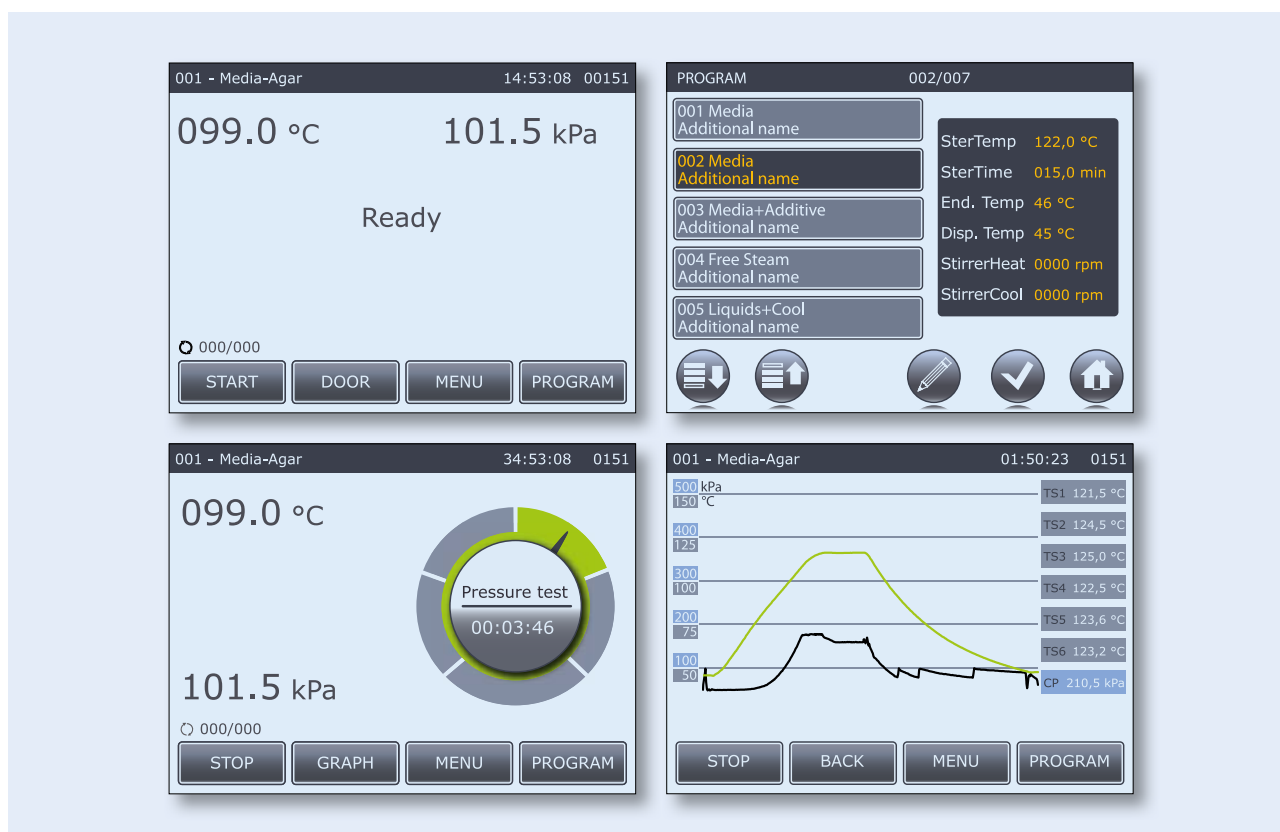 001 - Media-Agar 14:53:08 00151
099.0 °C 101.5 kPa
Ready
000/000
START DOOR MENU PROGRAM
PROGRAM 002/007
001 Media
Additional name
002 Media
Additional name
003 Media+Additive
Additional name
004 Free Steam
Additional name
005 Liquids+Cool
Additional name
SterTemp 122,0 °C
SterTime 015,0 min
End. Temp 46 °C
Disp. Temp 45 °C
StirrerHeat 0000 rpm
StirrerCool 0000 rpm
001 - Media-Agar 34:53:08 0151
099.0 °C
Pressure test
00:03:46
101.5 kPa
000/000
STOP GRAPH MENU PROGRAM
001 - Media-Agar 01:50:23 0151
500 kPa
150 °C
400
125
300
100
200
75
100
50
TS1 121,5 °C
TS2 124,5 °C
TS3 125,0 °C
TS4 122,5 °C
TS5 123,6 °C
TS6 123,2 °C
CP 210,5 kPa
STOP BACK MENU PROGRAM